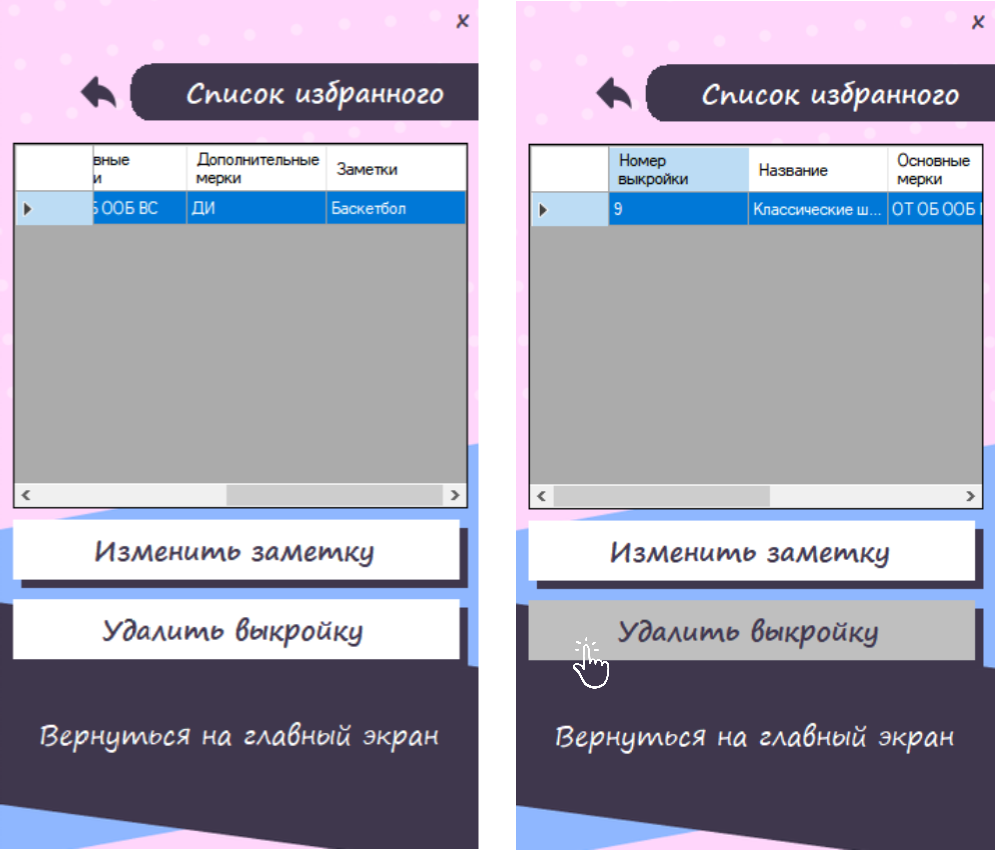 ✘
Список избранного
вные
и
Дополнительные
мерки
Заметки
ООБ ВС
ДИ
Баскетбол
Изменить заметку
Удалить выкройку
Вернуться на главный экран
✘
Список избранного
Номер
выкройки
Название
Основные
мерки
9
Классические ш...
ОТ ОБ ООБ
Изменить заметку
Удалить выкройку
Вернуться на главный экран